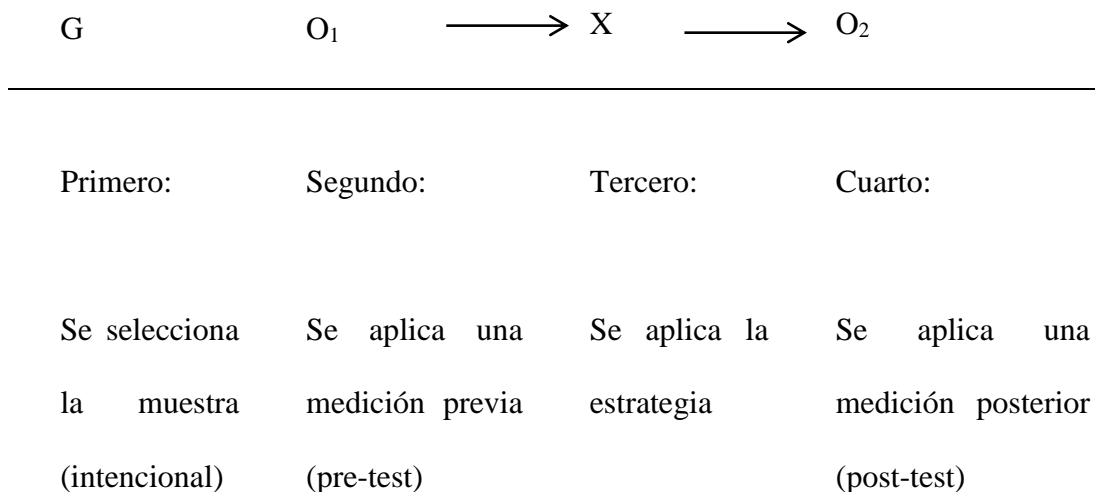 G O₁ X O₂
Primero: Segundo: Tercero: Cuarto:
Se selecciona Se aplica una Se aplica la Se aplica una
la muestra medición previa estrategia medición posterior
(intencional) (pre-test) (post-test)